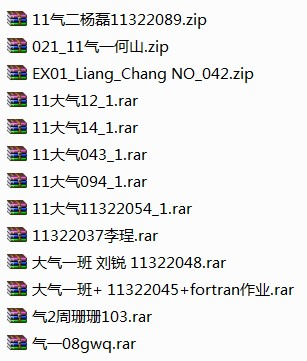 11气二杨磊11322089.zip
021_11气一何山.zip
EX01_Liang_Chang NO_042.zip
11大气12_1.rar
11大气14_1.rar
11大气043_1.rar
11大气094_1.rar
11大气11322054_1.rar
11322037李珵.rar
大气一班 刘锐 11322048.rar
大气一班+ 11322045+fortran作业.rar
气2周珊珊103.rar
气一08gwq.rar